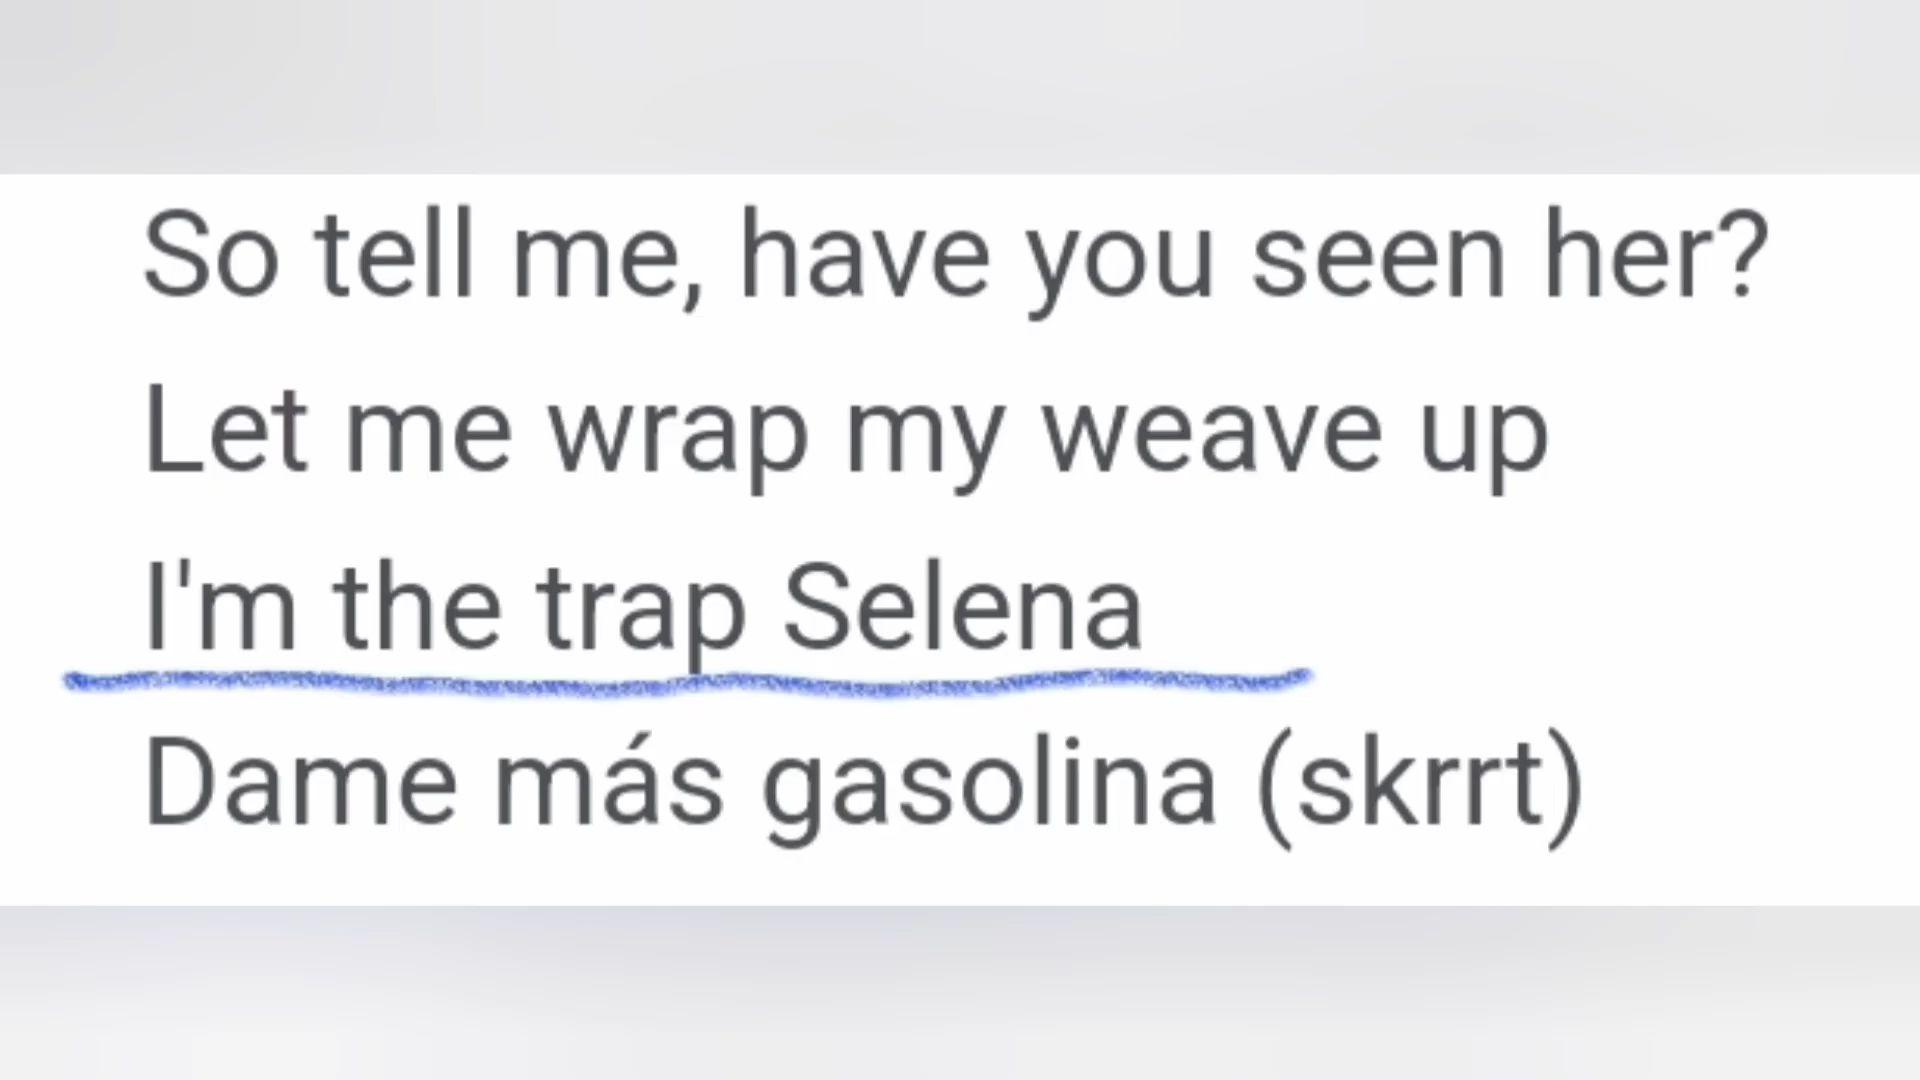 So tell me, have you seen her?
Let me wrap my weave up
I'm the trap Selena
Dame más gasolina (skrrt)